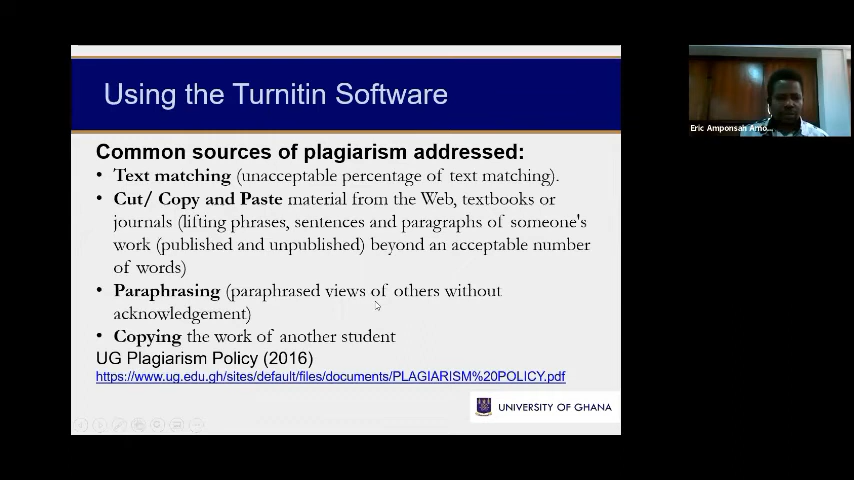 Using the Turnitin Software
Common sources of plagiarism addressed:
• Text matching (unacceptable percentage of text matching).
• Cut/ Copy and Paste material from the Web, textbooks or
journals (lifting phrases, sentences and paragraphs of someone's
work (published and unpublished) beyond an acceptable number
of words)
• Paraphrasing (paraphrased views of others without
acknowledgement)
• Copying the work of another student
UG Plagiarism Policy (2016)
https://www.ug.edu.gh/sites/default/files/documents/PLAGIARISM%20POLICY.pdf
UNIVERSITY OF GHANA
Eric Amponsah Amo...